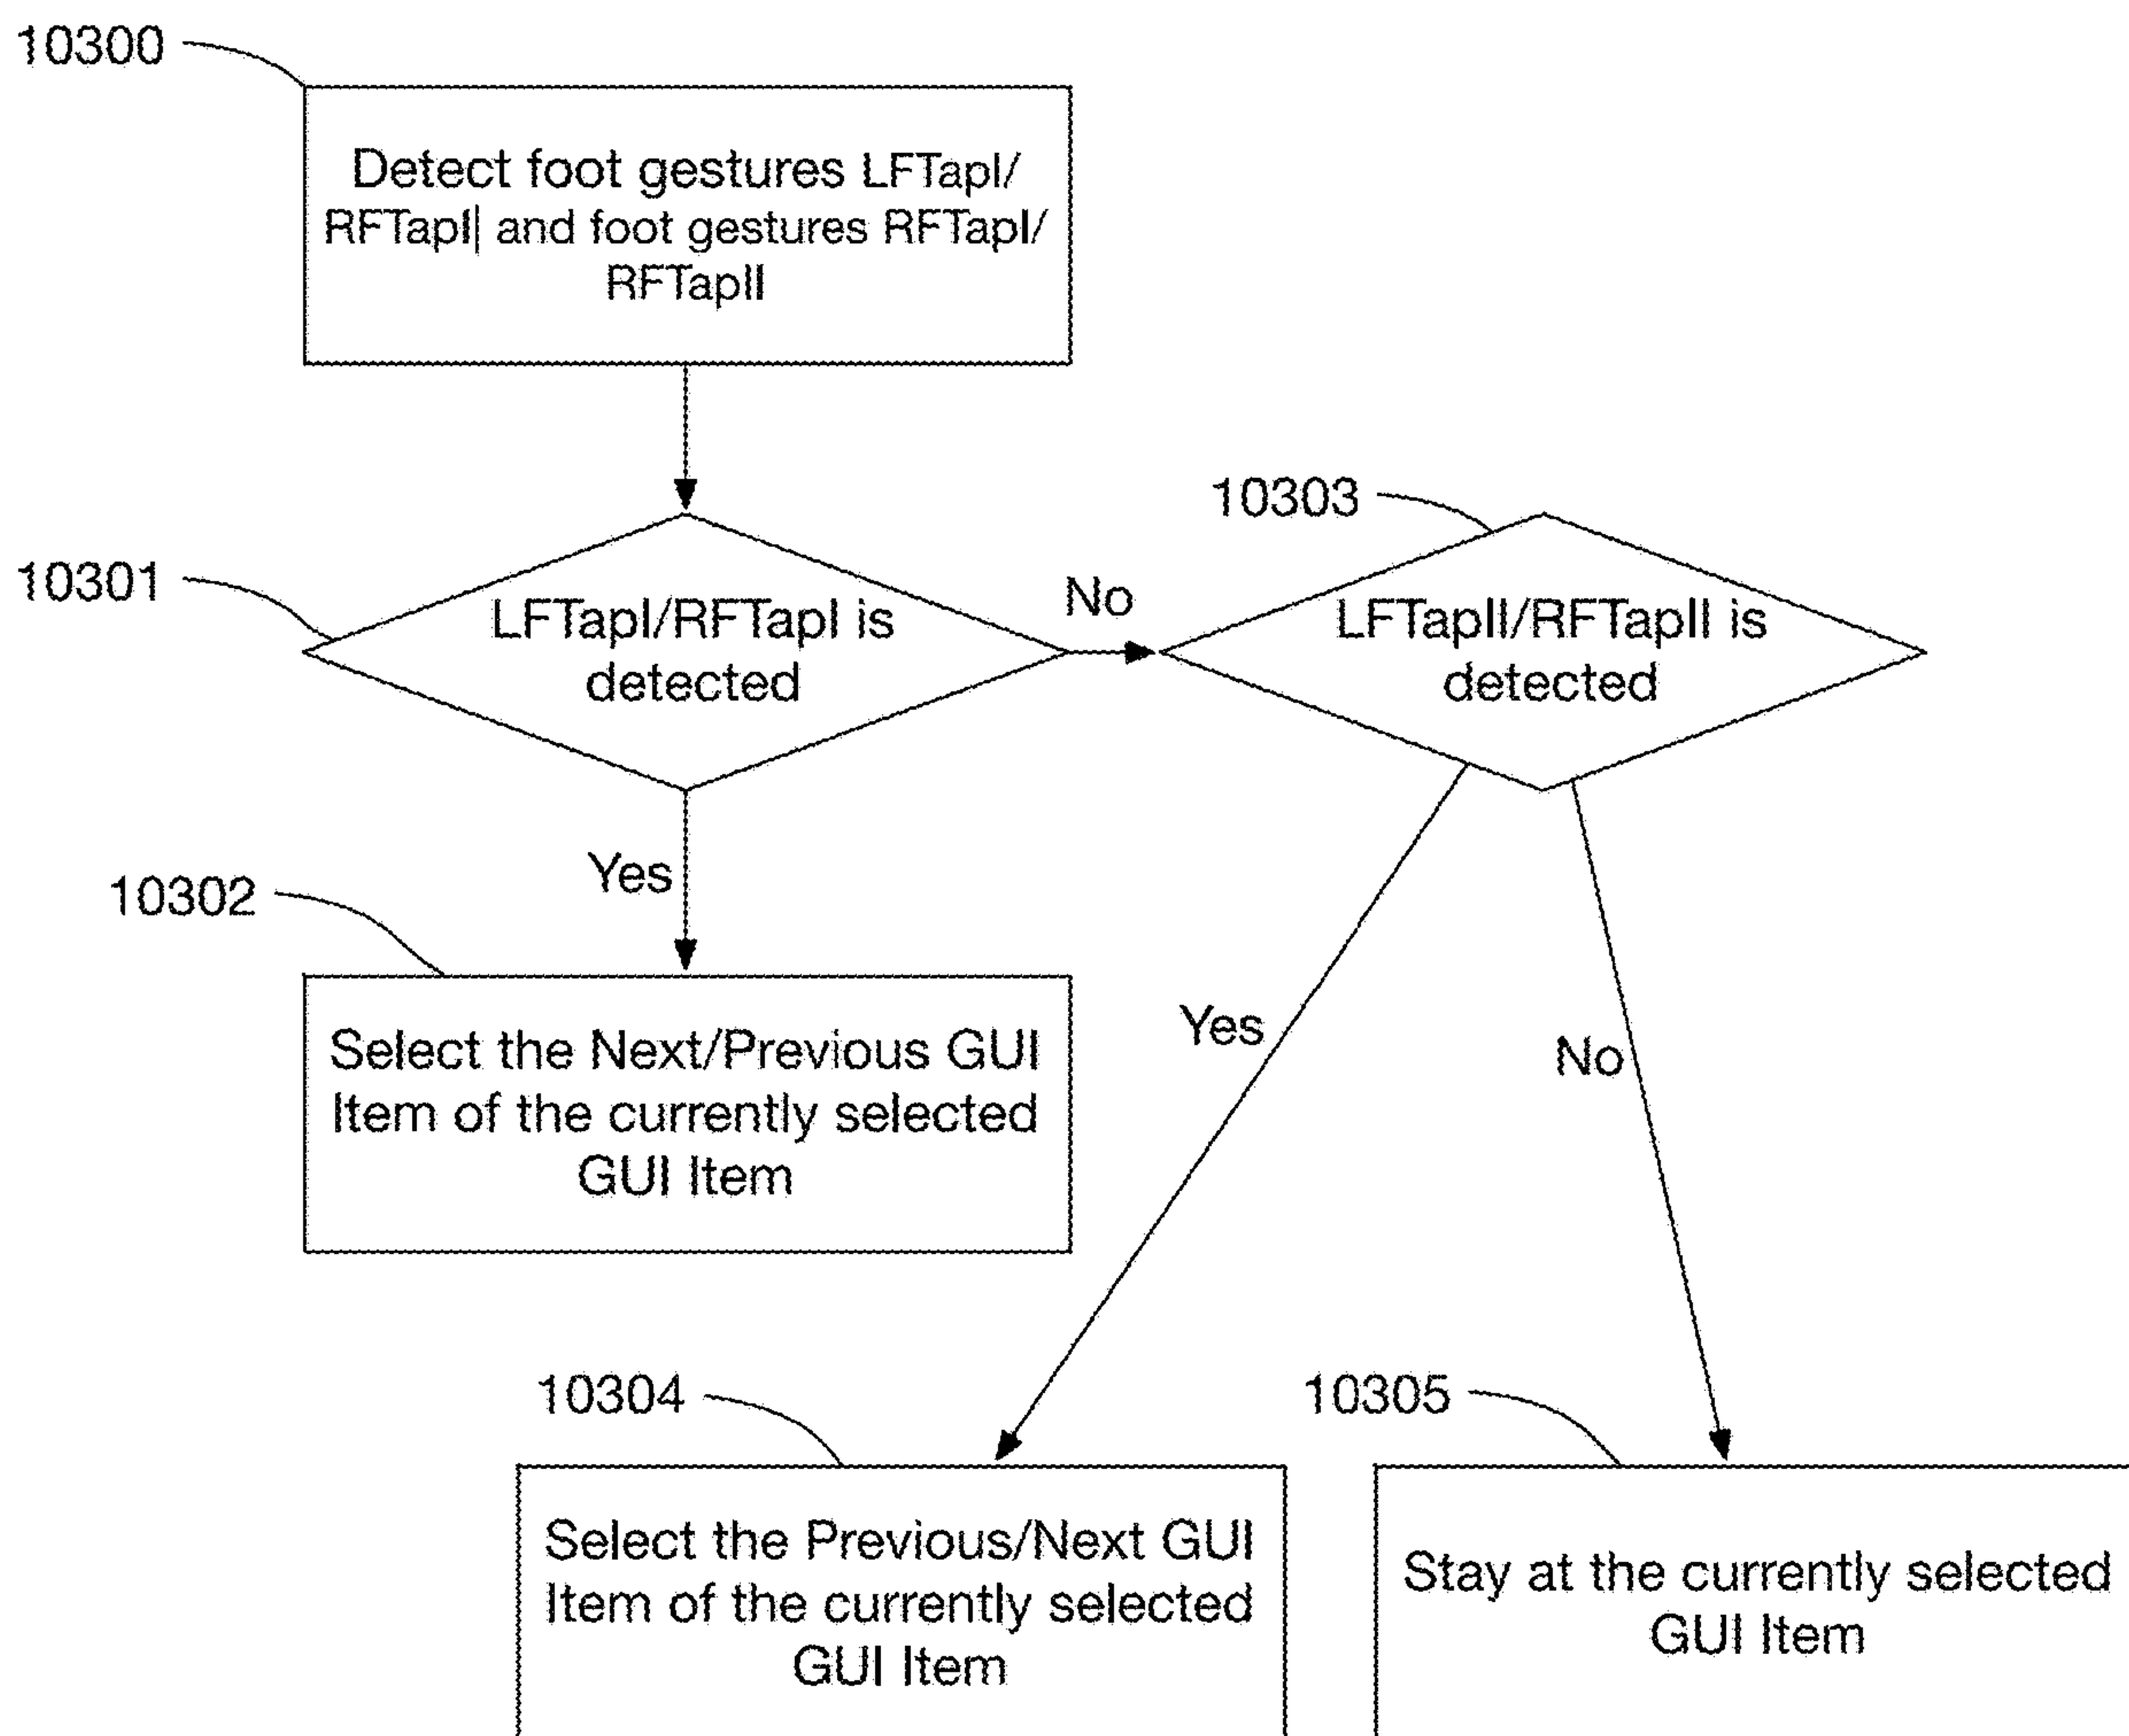 10300
Detect foot gestures LFTapI/
RFTapI| and foot gestures RFTapI/
RFTapII
10301
LFTapI/RFTapI is
detected
No
10303
LFTapII/RFTapII is
detected
Yes
10302
Select the Next/Previous GUI
Item of the currently selected
GUI Item
Yes
No
10304
Select the Previous/Next GUI
Item of the currently selected
GUI Item
10305
Stay at the currently selected
GUI Item